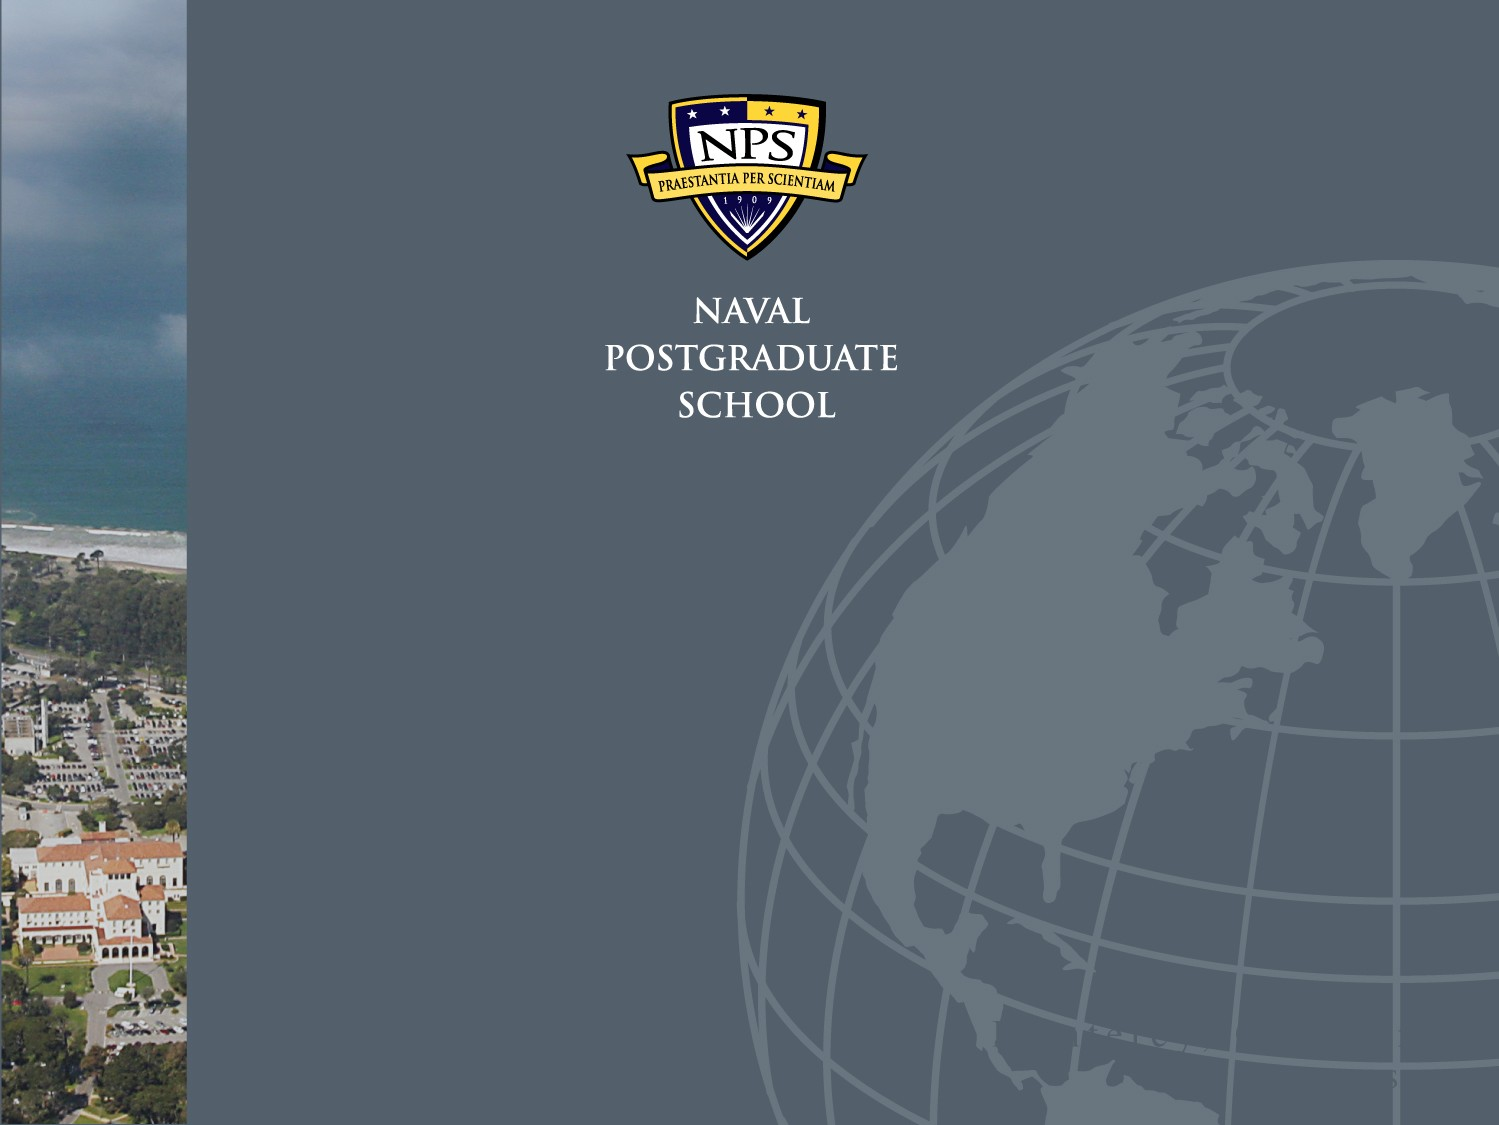 NPS
PRAESTANTIA PER SCIENTIAM
1909
NAVAL
POSTGRADUATE
SCHOOL